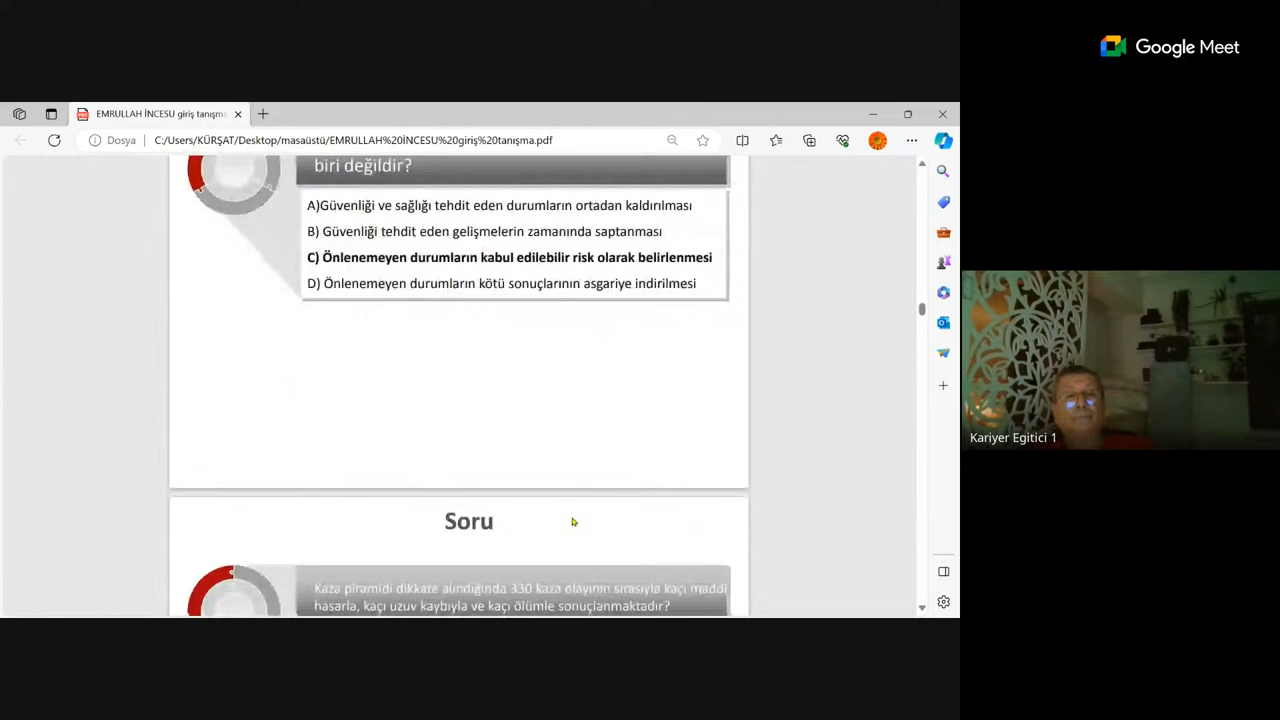 Google Meet
EMRULLAH İNCESU giriş tanışma
Dosya
C:/Users/KÜRŞAT/Desktop/masaüstü/EMRULLAH%20İNCESU%20giriş%20tanışma.pdf
biri değildir?
A)Güvenliği ve sağlığı tehdit eden durumların ortadan kaldırılması
B) Güvenliği tehdit eden gelişmelerin zamanında saptanması
C) Önlenemeyen durumların kabul edilebilir risk olarak belirlenmesi
D) Önlenemeyen durumların kötü sonuçlarının asgariye indirilmesi
Kariyer Egitici 1
Soru
Kaza piramidi dikkate alındığında 330 kaza olayının sırasıyla kaçı maddi
hasarla, kaçı uzuv kaybıyla ve kaçı ölümle sonuçlanmaktadır?